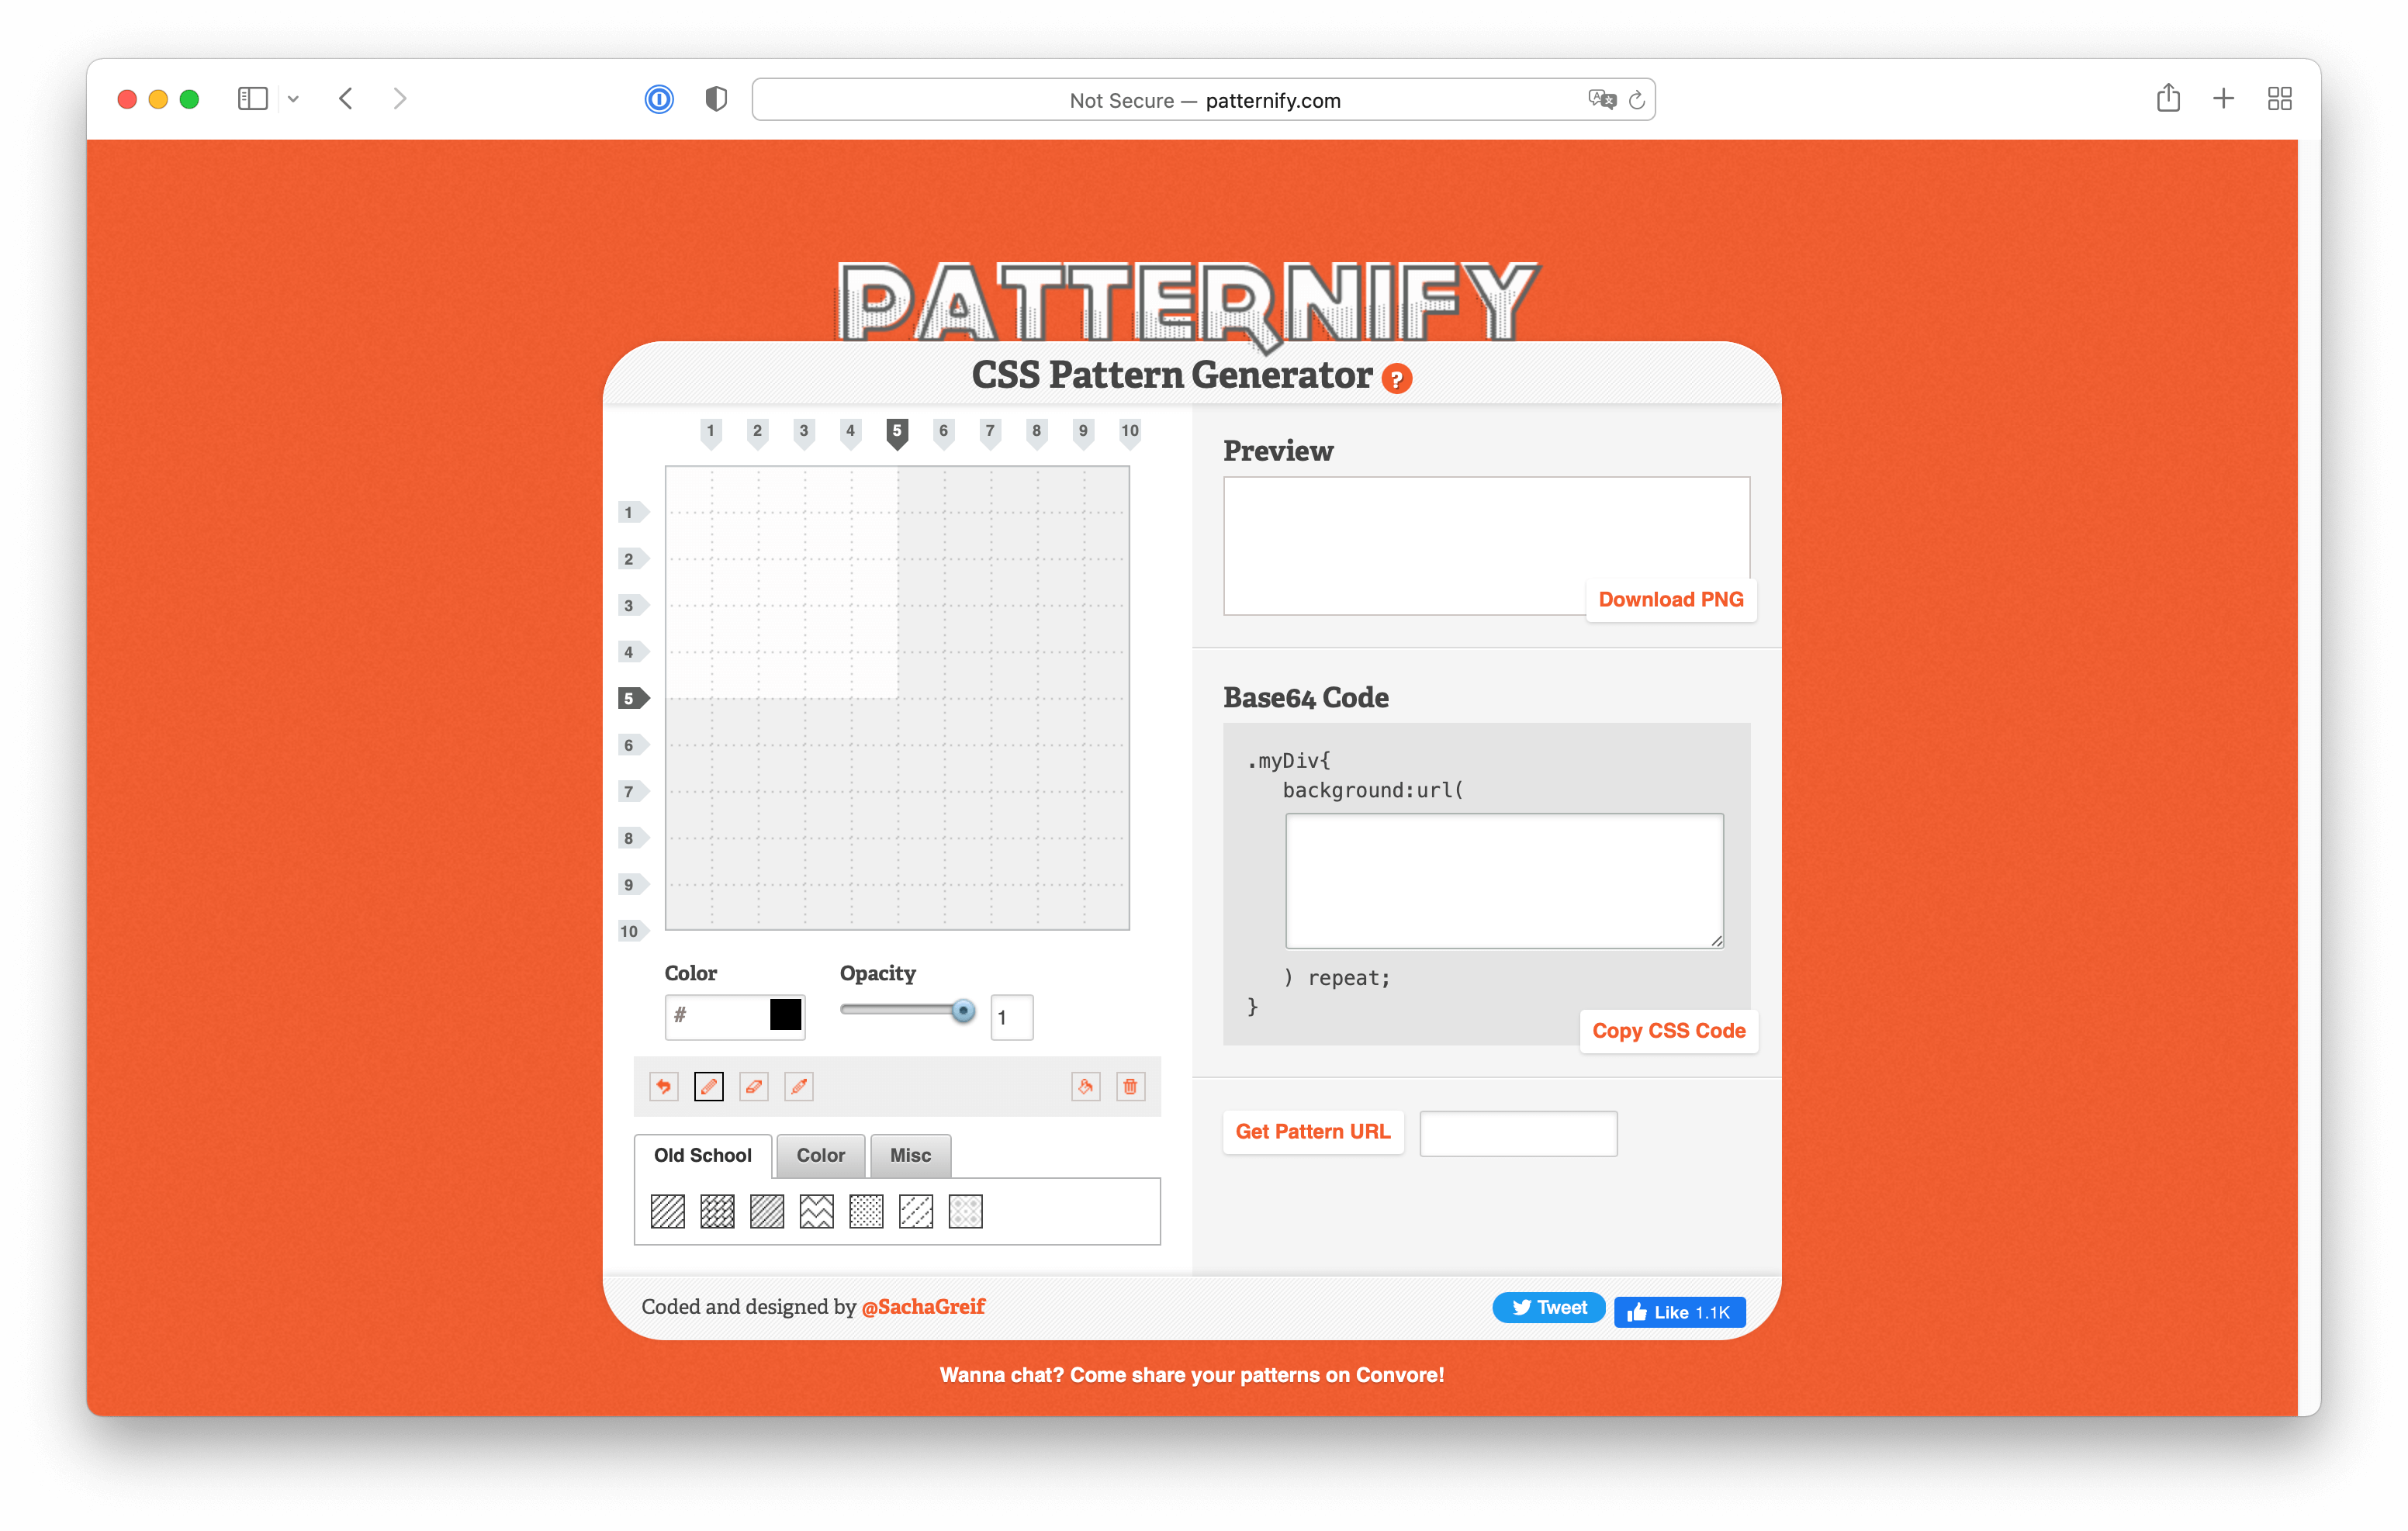 Not Secure — patternify.com
PATTERNIFY
CSS Pattern Generator ?
1 2 3 4 5 6 7 8 9 10
1
2
3
4
5
6
7
8
9
10
Color
Opacity
#
1
Old School
Color
Misc
Preview
Download PNG
Base64 Code
.myDiv{
background:url(
) repeat;
}
Copy CSS Code
Get Pattern URL
Coded and designed by @SachaGreif
Tweet
Like 1.1K
Wanna chat? Come share your patterns on Convore!